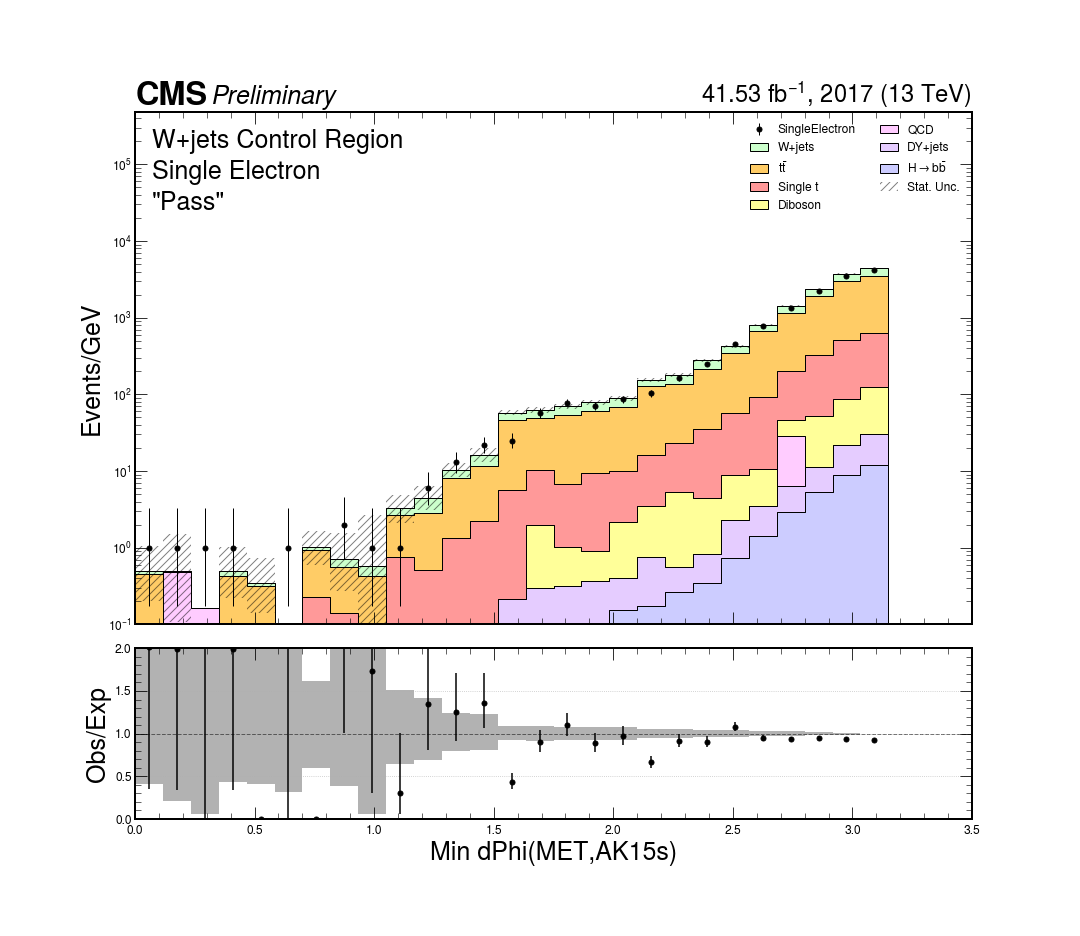 CMS Preliminary
41.53 fb⁻¹, 2017 (13 TeV)
W+jets Control Region
Single Electron
"Pass"
SingleElectron
W+jets
tt̄
Single t
Diboson
QCD
DY+jets
H→bb̄
Stat. Unc.
Events/GeV
10⁵
10⁴
10³
10²
10¹
10⁰
10⁻¹
Obs/Exp
2.0
1.5
1.0
0.5
0.0
0.0 0.5 1.0 1.5 2.0 2.5 3.0 3.5
Min dPhi(MET,AK15s)